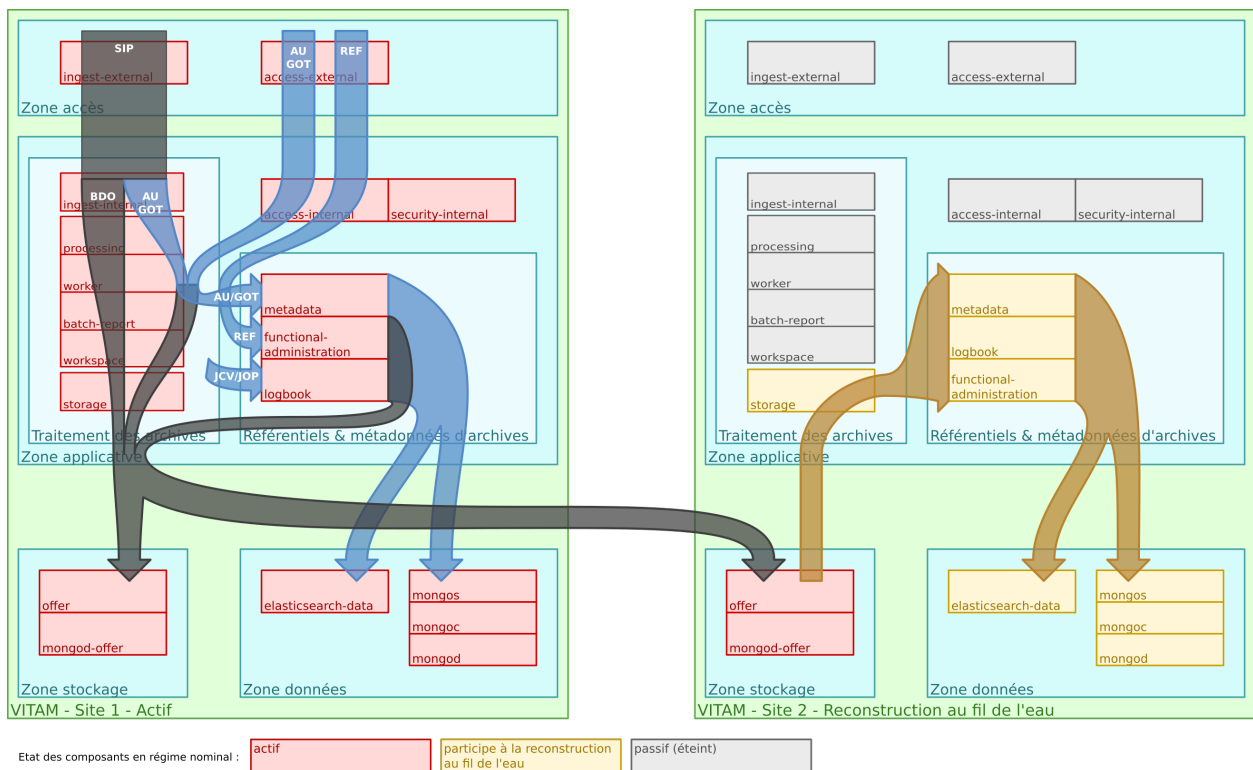 SIP
ingest-external
AU
GOT
REF
access-external
Zone accès
BDO
AU
GOT
ingest-internal
processing
worker
batch-report
workspace
storage
Traitement des archives
access-internal
security-internal
AU/GOT
metadata
REF
functional-
administration
JCV/JOP
logbook
Référentiels & métadonnées d'archives
Zone applicative
offer
mongod-offer
Zone stockage
elasticsearch-data
mongos
mongoc
mongod
Zone données
VITAM - Site 1 - Actif
ingest-external
access-external
Zone accès
ingest-internal
processing
worker
batch-report
workspace
storage
Traitement des archives
access-internal
security-internal
metadata
logbook
functional-
administration
Référentiels & métadonnées d'archives
Zone applicative
offer
mongod-offer
Zone stockage
elasticsearch-data
mongos
mongoc
mongod
Zone données
VITAM - Site 2 - Reconstruction au fil de l'eau
Etat des composants en régime nominal :
actif
participe à la reconstruction
au fil de l'eau
passif (éteint)